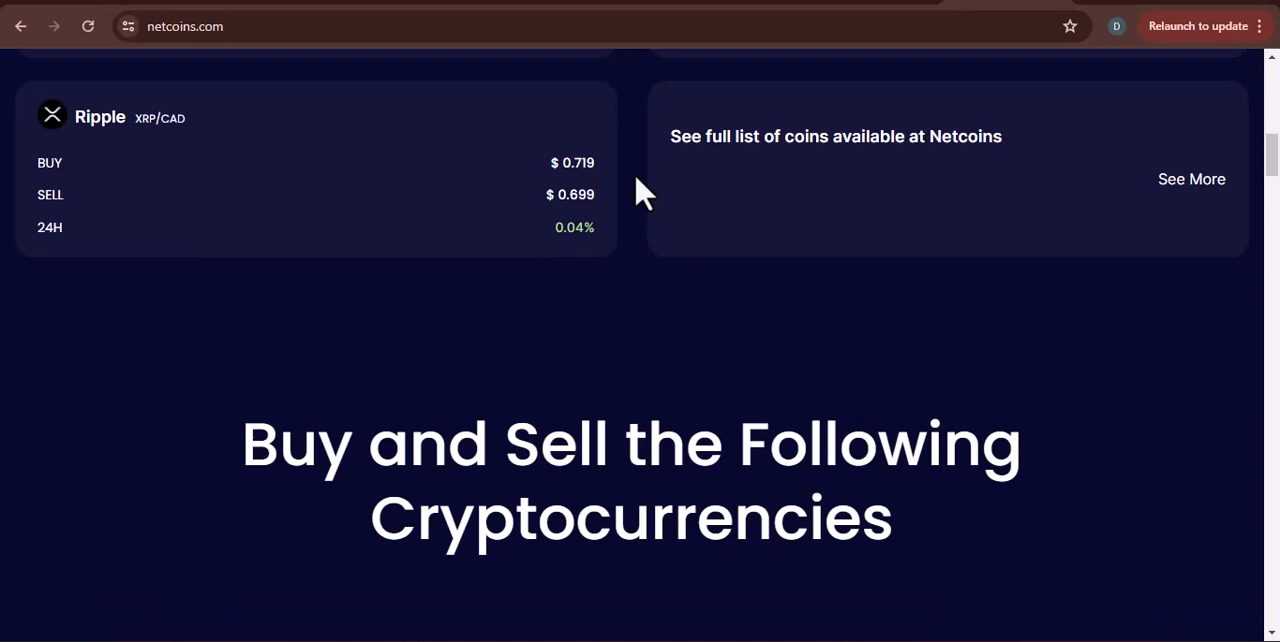 netcoins.com
D
Relaunch to update
Ripple XRP/CAD
BUY $ 0.719
SELL $ 0.699
24H 0.04%
See full list of coins available at Netcoins
See More
Buy and Sell the Following
Cryptocurrencies